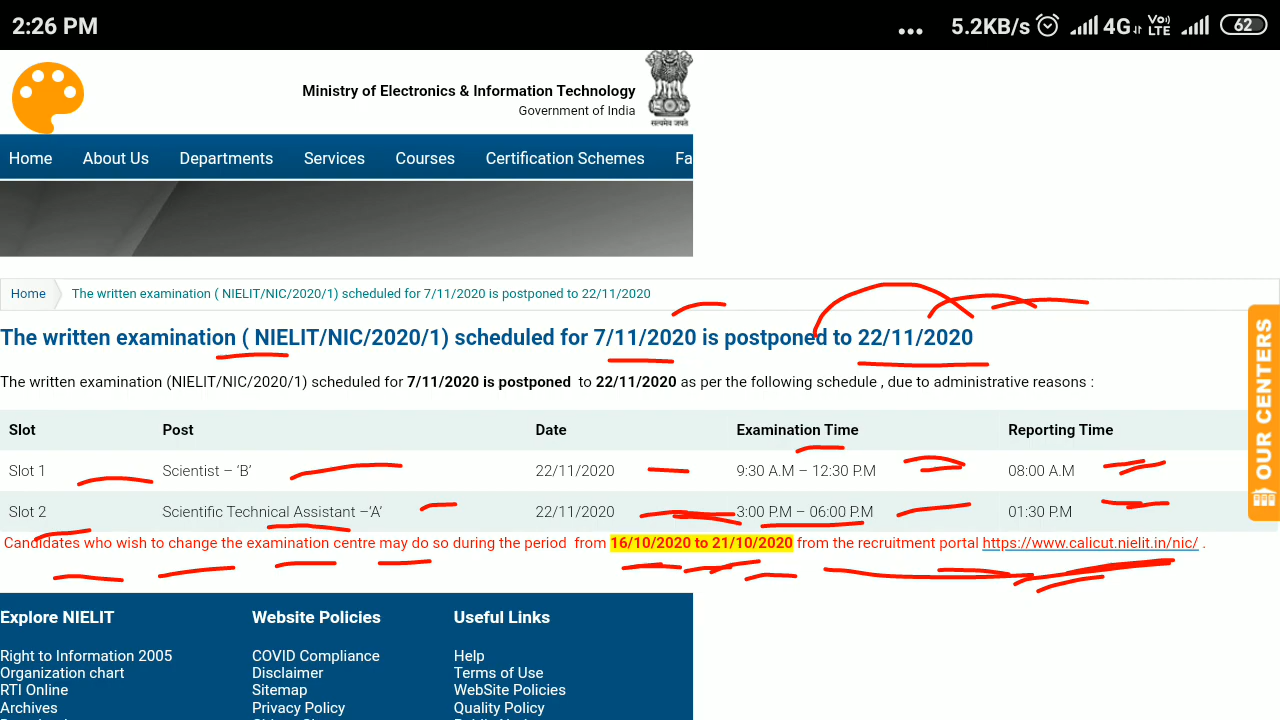 2:26 PM
... 5.2KB/s 4G Vo) LTE 62
Ministry of Electronics & Information Technology
Government of India
सत्यमेव जयते
Home About Us Departments Services Courses Certification Schemes Fa
Home The written examination ( NIELIT/NIC/2020/1) scheduled for 7/11/2020 is postponed to 22/11/2020
The written examination ( NIELIT/NIC/2020/1) scheduled for 7/11/2020 is postponed to 22/11/2020
The written examination (NIELIT/NIC/2020/1) scheduled for 7/11/2020 is postponed to 22/11/2020 as per the following schedule , due to administrative reasons :
Slot Post Date Examination Time Reporting Time
Slot 1 Scientist – ‘B’ 22/11/2020 9:30 A.M – 12:30 P.M 08:00 A.M
Slot 2 Scientific Technical Assistant –‘A’ 22/11/2020 3:00 P.M – 06:00 P.M 01:30 P.M
Candidates who wish to change the examination centre may do so during the period from 16/10/2020 to 21/10/2020 from the recruitment portal https://www.calicut.nielit.in/nic/ .
OUR CENTERS
Explore NIELIT Website Policies Useful Links
Right to Information 2005 COVID Compliance Help
Organization chart Disclaimer Terms of Use
RTI Online Sitemap WebSite Policies
Archives Privacy Policy Quality Policy